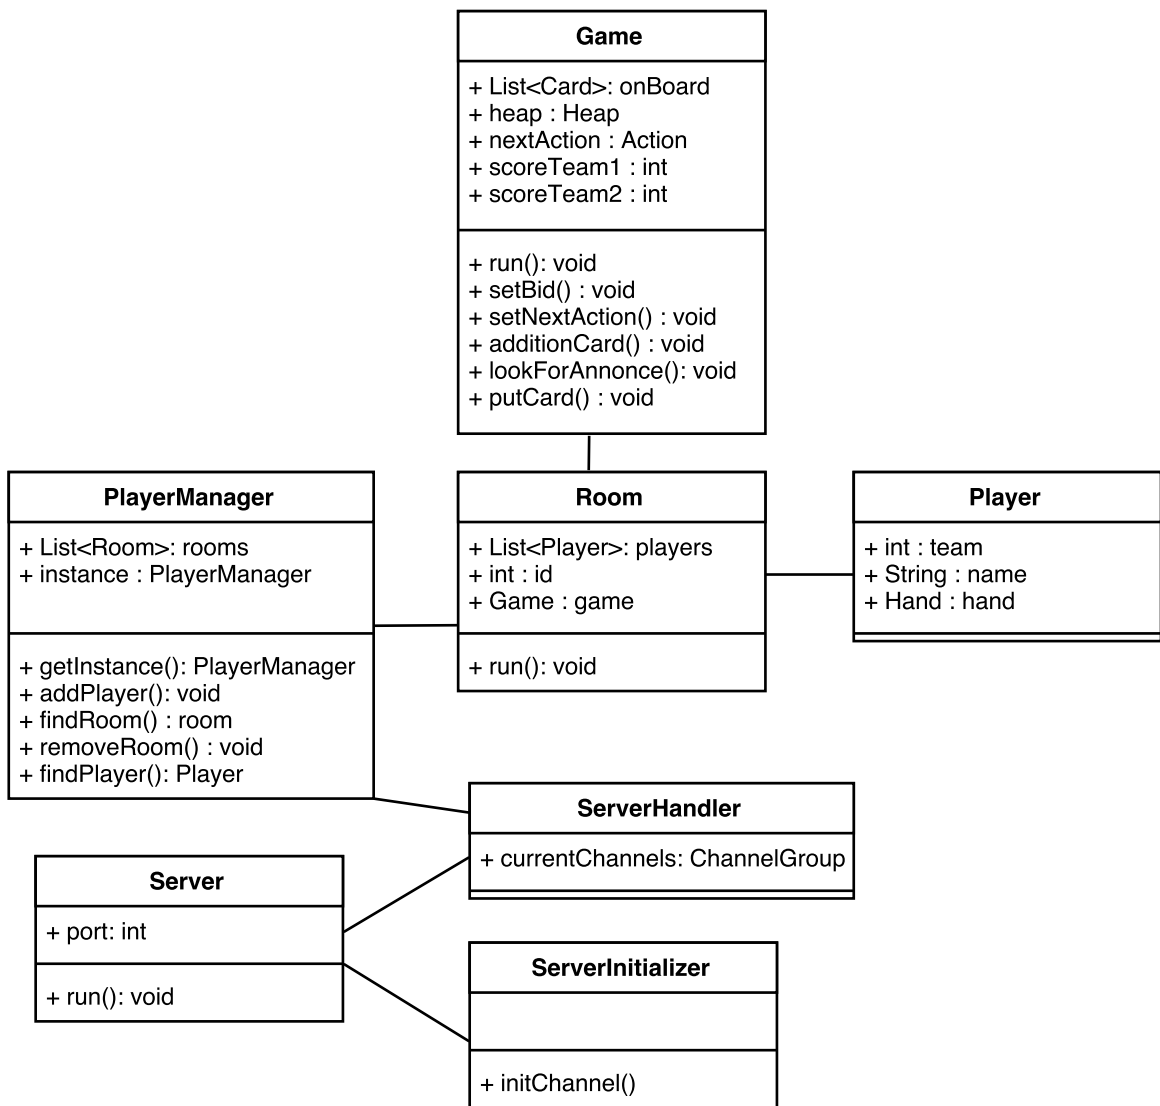 Game
+ List<Card>: onBoard
+ heap : Heap
+ nextAction : Action
+ scoreTeam1 : int
+ scoreTeam2 : int
+ run(): void
+ setBid() : void
+ setNextAction() : void
+ additionCard() : void
+ lookForAnnonce(): void
+ putCard() : void
PlayerManager
+ List<Room>: rooms
+ instance : PlayerManager
+ getInstance(): PlayerManager
+ addPlayer(): void
+ findRoom() : room
+ removeRoom() : void
+ findPlayer(): Player
Room
+ List<Player>: players
+ int : id
+ Game : game
+ run(): void
Player
+ int : team
+ String : name
+ Hand : hand
ServerHandler
+ currentChannels: ChannelGroup
Server
+ port: int
+ run(): void
ServerInitializer
+ initChannel()